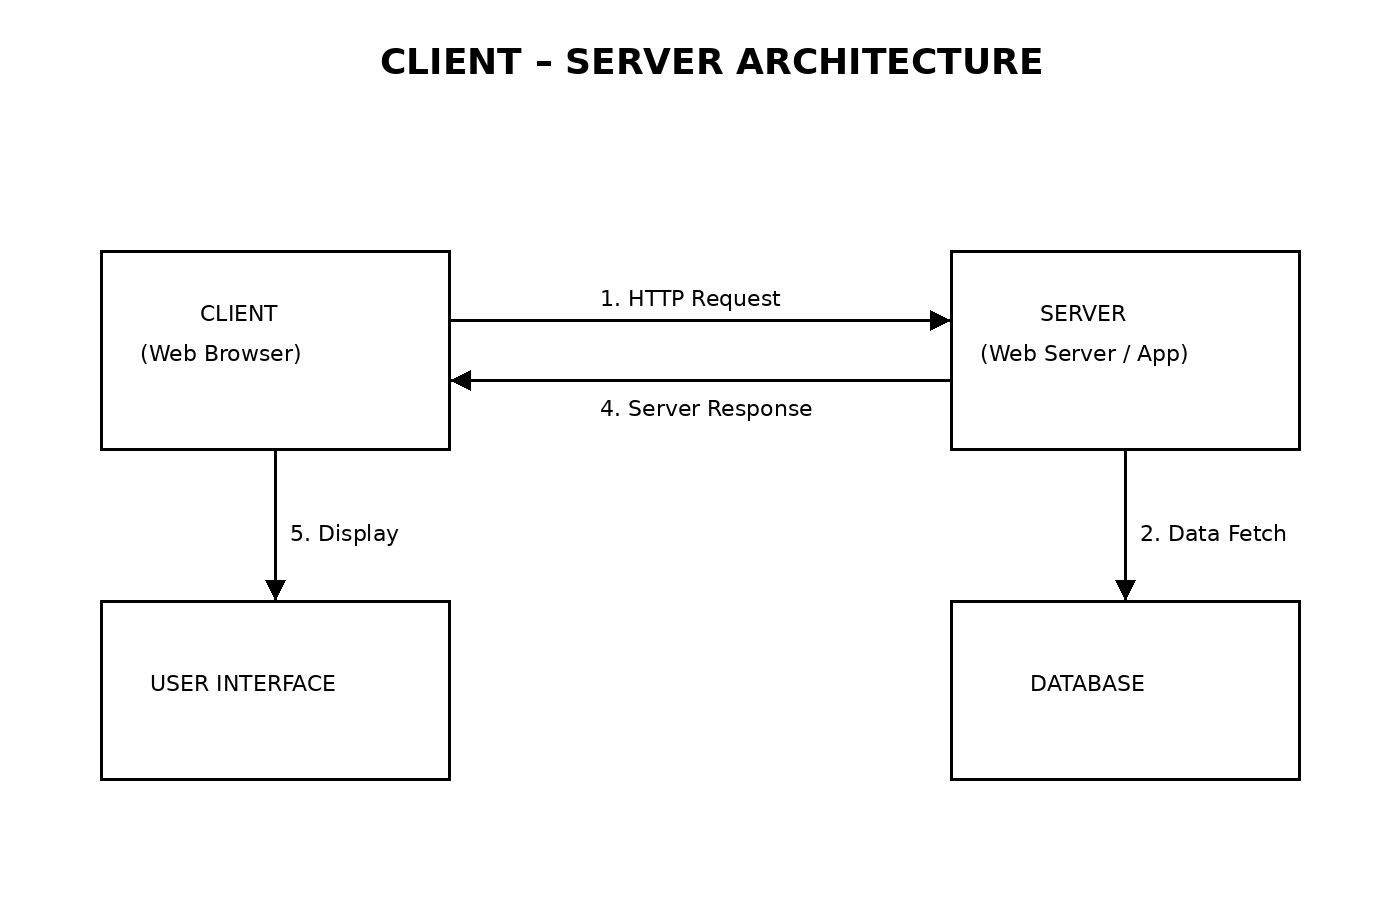 CLIENT – SERVER ARCHITECTURE
CLIENT
(Web Browser)
1. HTTP Request
4. Server Response
SERVER
(Web Server / App)
5. Display
2. Data Fetch
USER INTERFACE
DATABASE